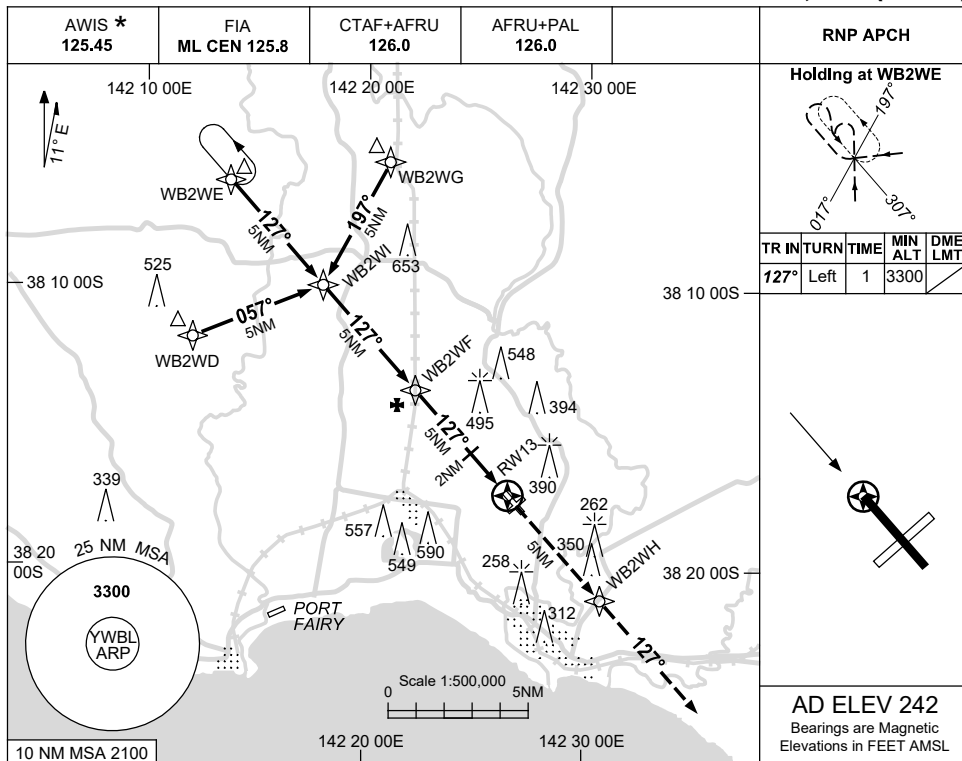 AWIS *
125.45
FIA
ML CEN 125.8
CTAF+AFRU
126.0
AFRU+PAL
126.0
RNP APCH
142 10 00E
142 20 00E
142 30 00E
11° E
WB2WE
WB2WG
127°
5NM
197°
5NM
WB2WI
653
525
38 10 00S
38 10 00S
057°
5NM
WB2WD
127°
5NM
WB2WF
548
495
394
127°
5NM
2NM
RW13
390
339
557
549
590
262
350
258
5NM
WB2WH
312
38 20
00S
38 20 00S
25 NM MSA
3300
YWBL
ARP
PORT
FAIRY
127°
Scale 1:500,000
0
5NM
10 NM MSA 2100
142 20 00E
142 30 00E
Holding at WB2WE
197°
017°
307°
TR IN TURN TIME MIN ALT DME LMT
127° Left 1 3300
AD ELEV 242
Bearings are Magnetic
Elevations in FEET AMSL